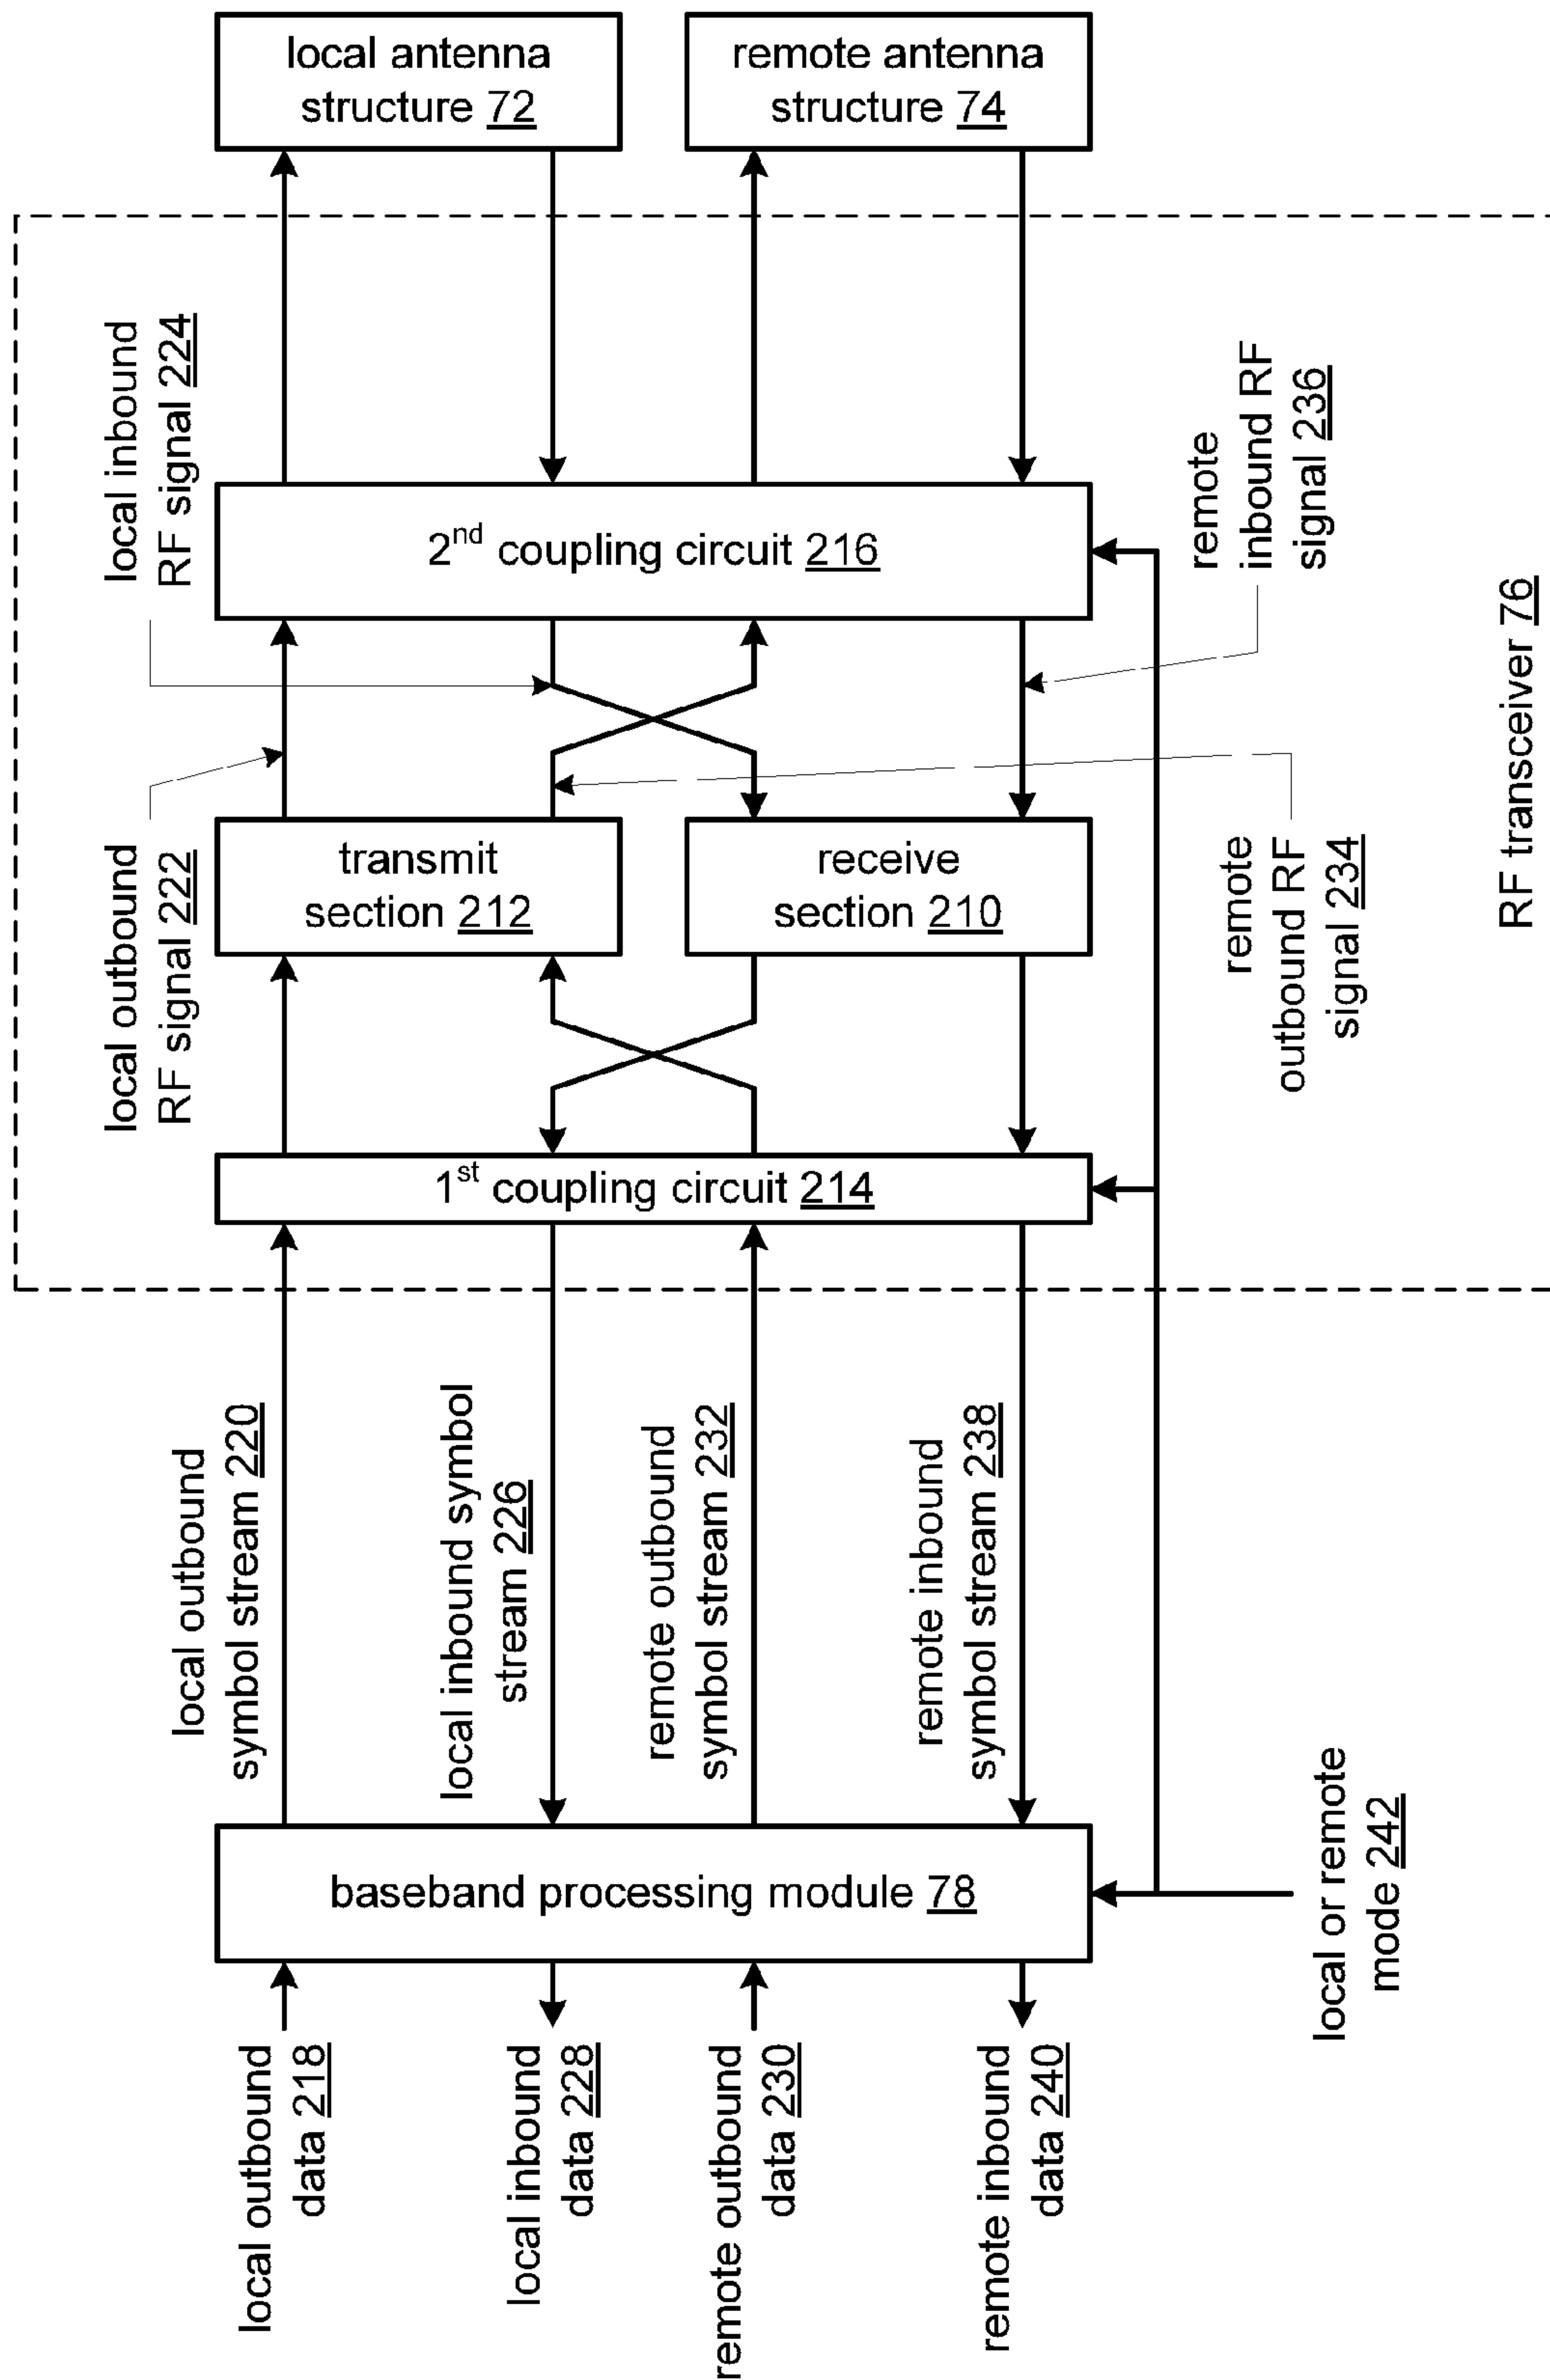 local antenna
structure 72
remote antenna
structure 74
local inbound
RF signal 224
2nd coupling circuit 216
remote
inbound RF
signal 236
local outbound
RF signal 222
transmit
section 212
receive
section 210
remote
outbound RF
signal 234
RF transceiver 76
1st coupling circuit 214
local outbound
symbol stream 220
local inbound symbol
stream 226
remote outbound
symbol stream 232
remote inbound
symbol stream 238
baseband processing module 78
local or remote
mode 242
local outbound
data 218
local inbound
data 228
remote outbound
data 230
remote inbound
data 240